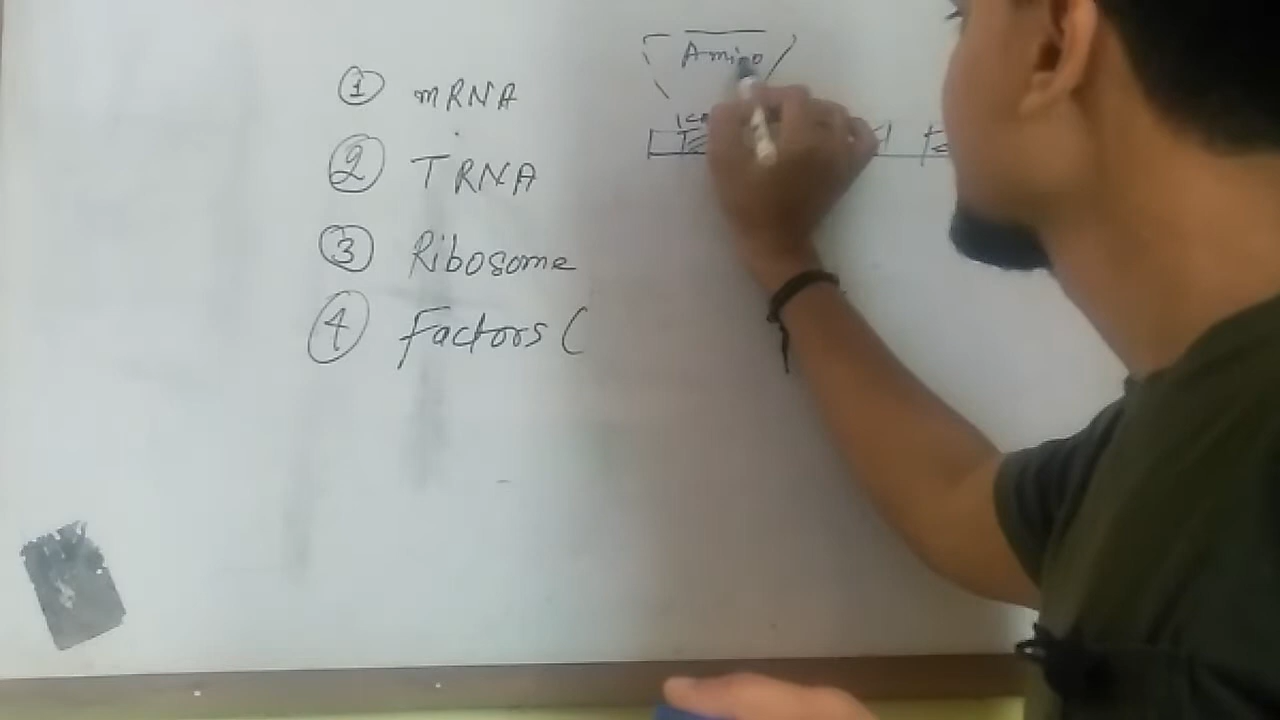 ① mRNA
② TRNA
③ Ribosome
④ Factors (
Amino